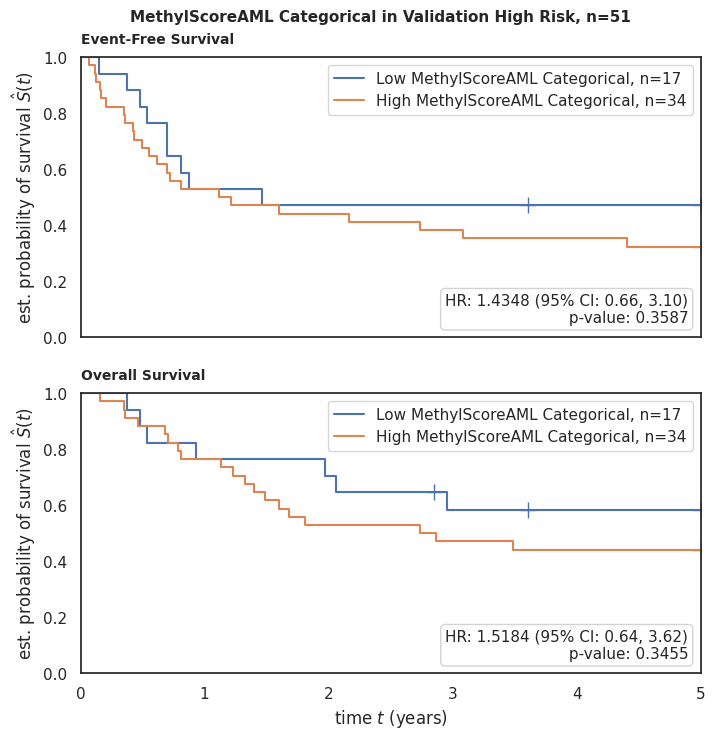 MethylScoreAML Categorical in Validation High Risk, n=51
Event-Free Survival
1.0
0.8
0.6
0.4
0.2
0.0
est. probability of survival Ŝ(t)
Low MethylScoreAML Categorical, n=17
High MethylScoreAML Categorical, n=34
HR: 1.4348 (95% CI: 0.66, 3.10)
p-value: 0.3587
Overall Survival
1.0
0.8
0.6
0.4
0.2
0.0
est. probability of survival Ŝ(t)
Low MethylScoreAML Categorical, n=17
High MethylScoreAML Categorical, n=34
HR: 1.5184 (95% CI: 0.64, 3.62)
p-value: 0.3455
0 1 2 3 4 5
time t (years)